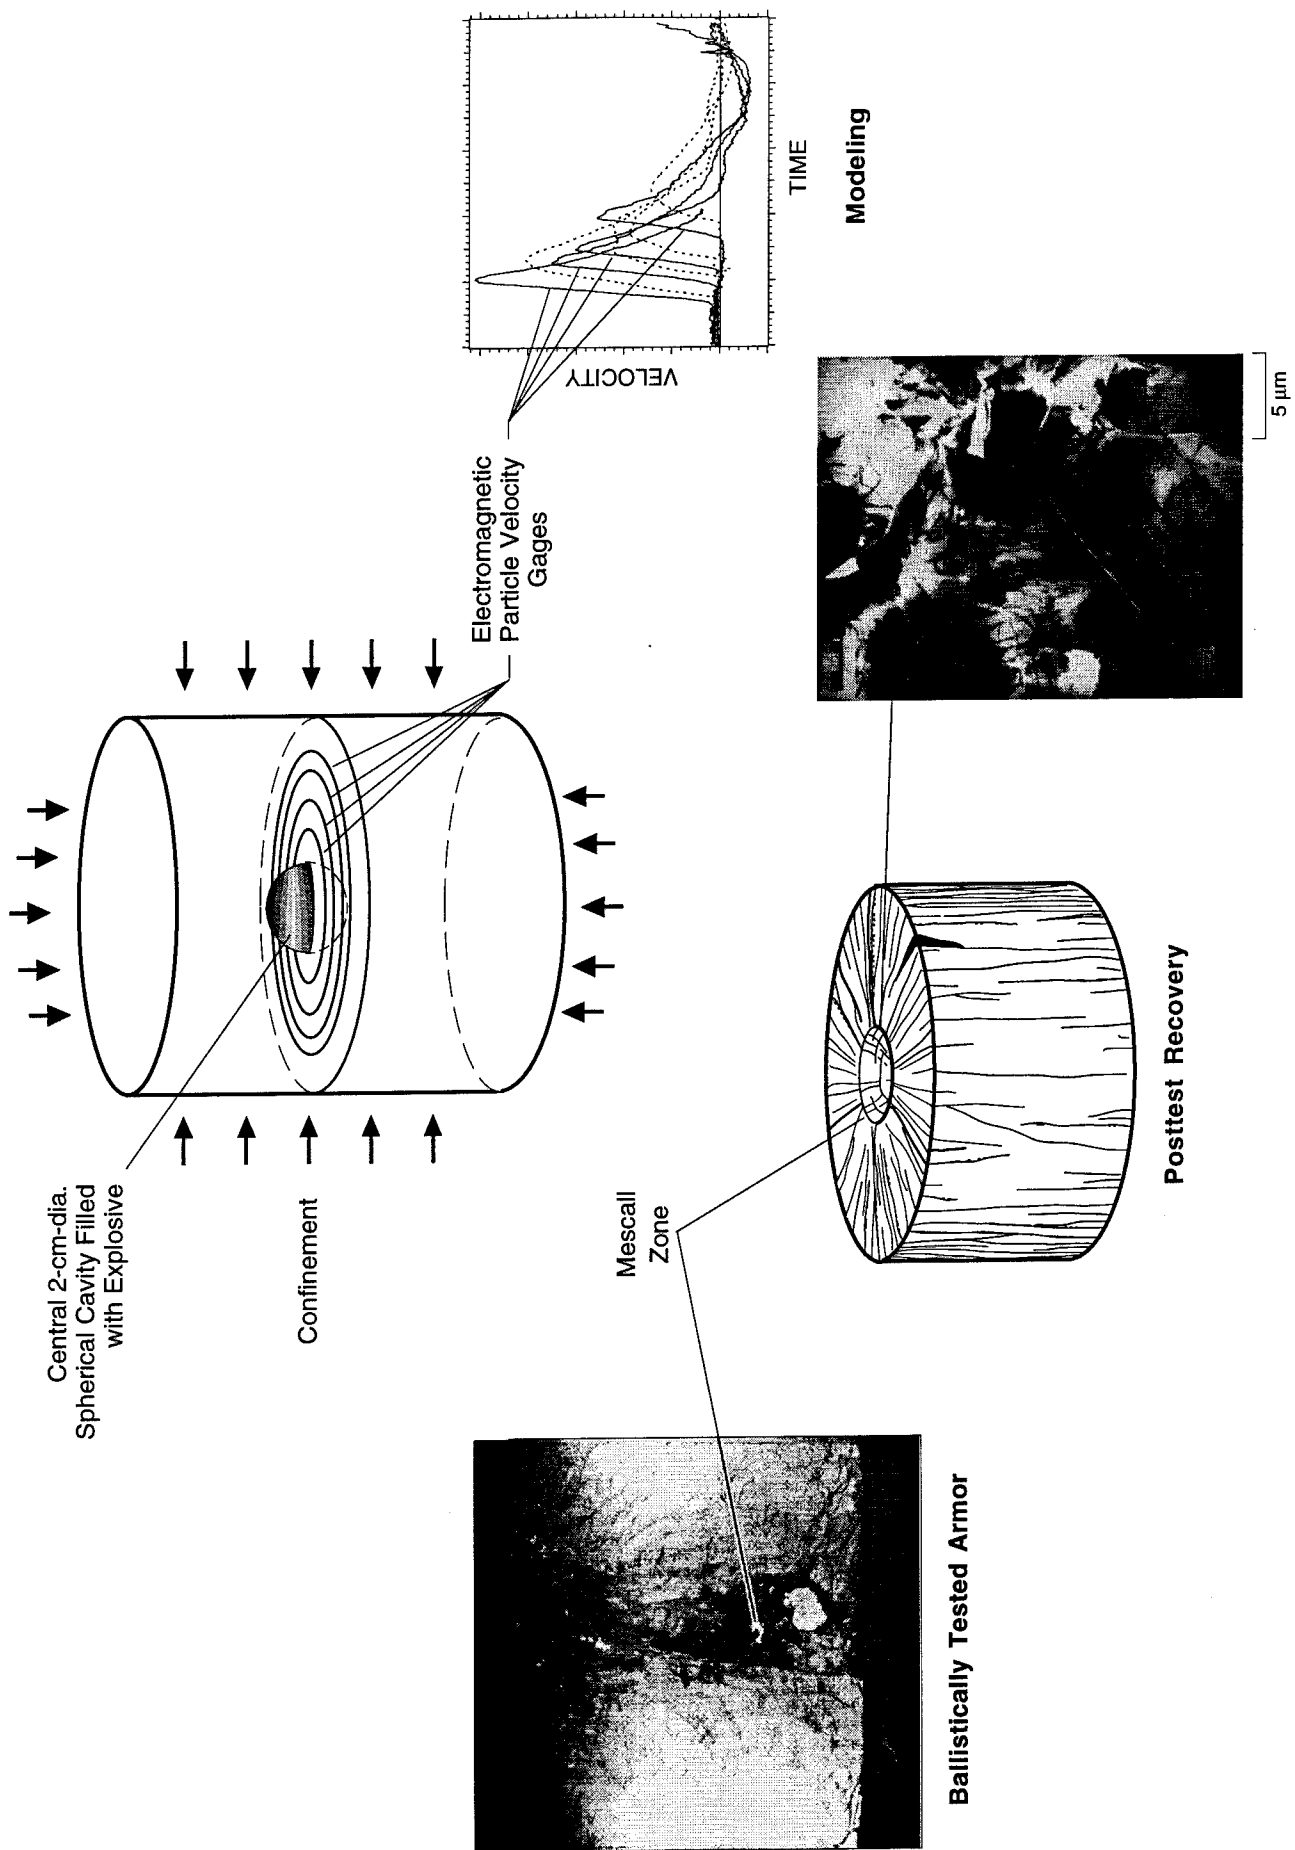 Central 2-cm-dia.
Spherical Cavity Filled
with Explosive
Confinement
Electromagnetic
Particle Velocity
Gages
VELOCITY
TIME
Modeling
Mescall
Zone
Ballistically Tested Armor
Posttest Recovery
5 μm